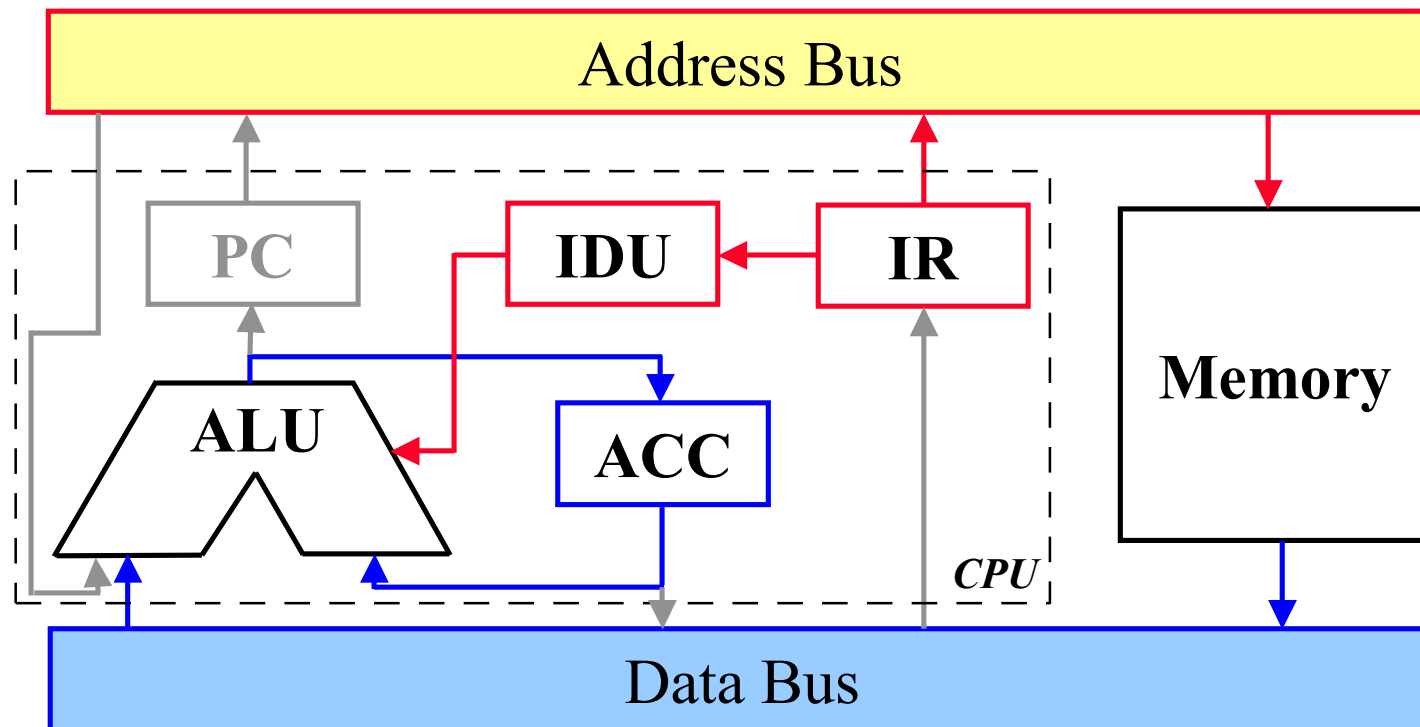 Address Bus
PC
IDU
IR
Memory
ALU
ACC
CPU
Data Bus